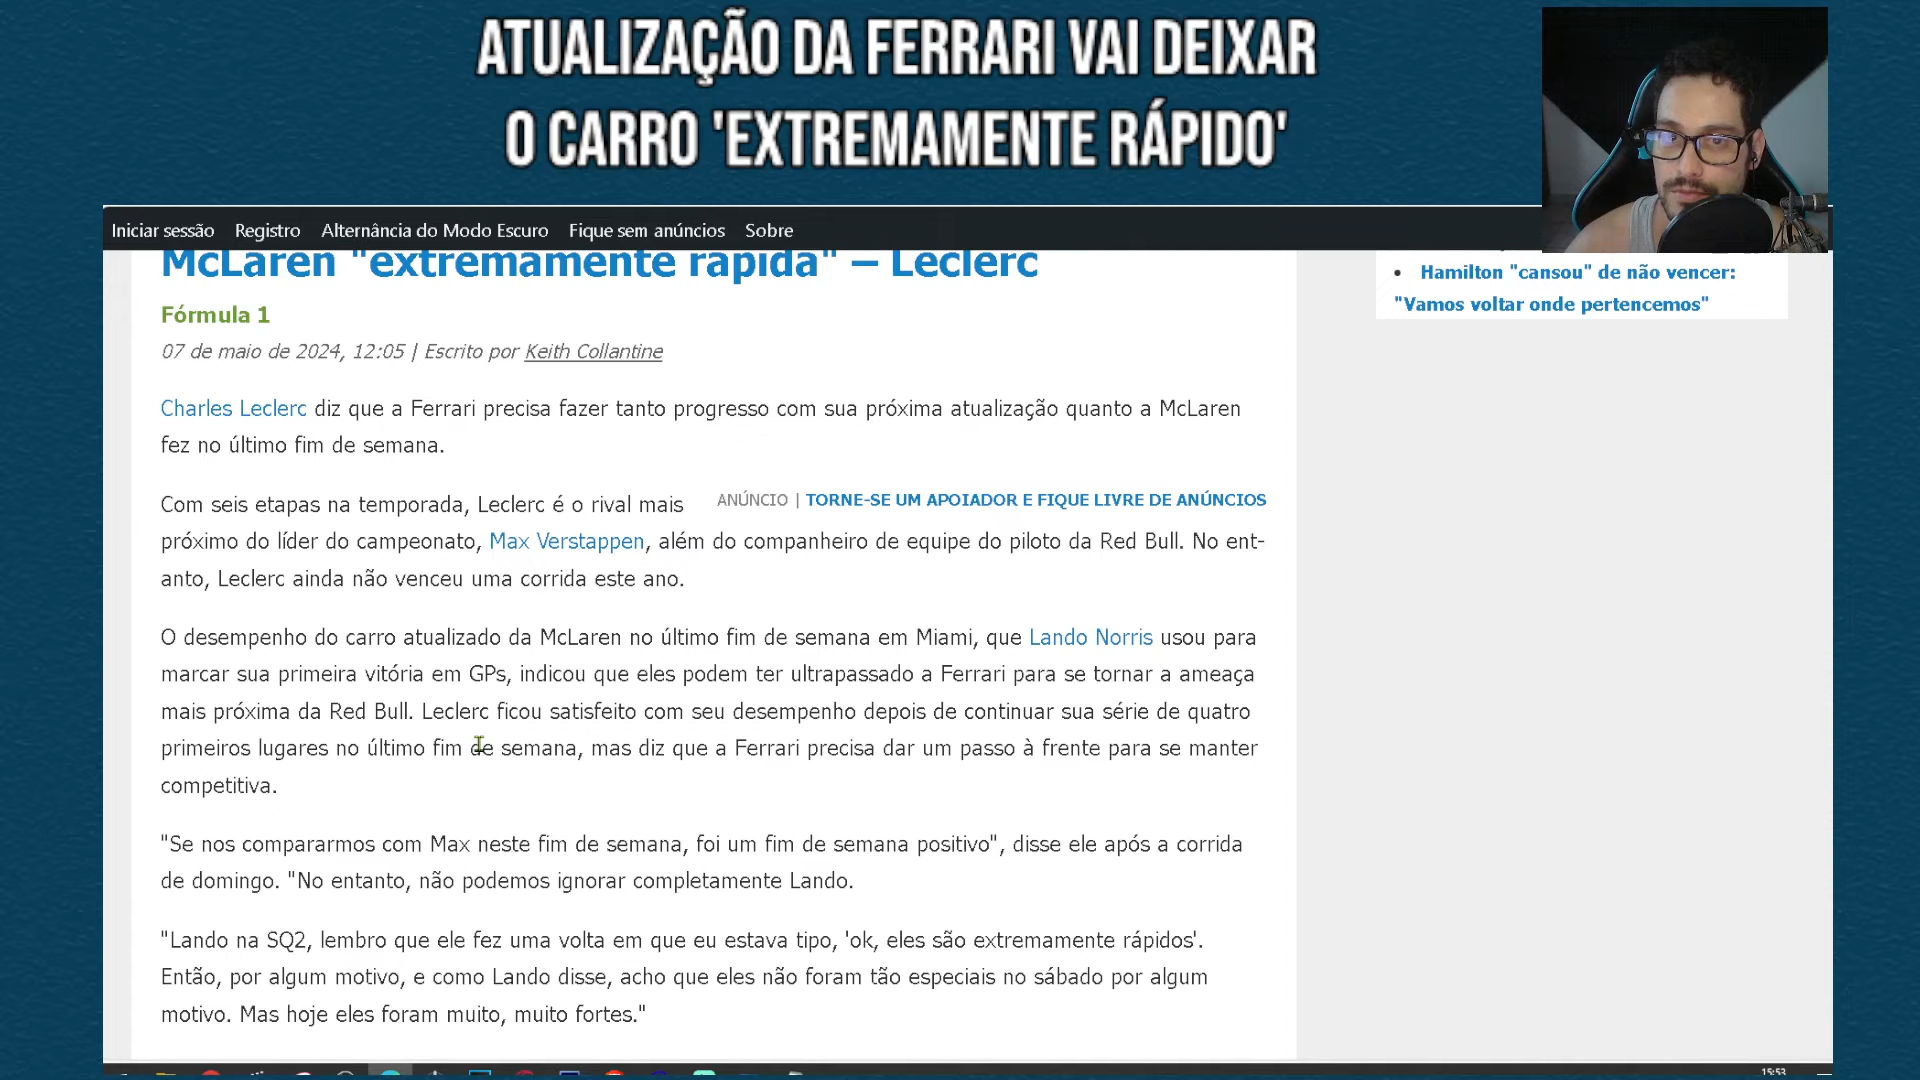 ATUALIZAÇÃO DA FERRARI VAI DEIXAR
O CARRO 'EXTREMAMENTE RÁPIDO'
Iniciar sessão Registro Alternância do Modo Escuro Fique sem anúncios Sobre
McLaren "extremamente rápida" – Leclerc
Fórmula 1
07 de maio de 2024, 12:05 | Escrito por Keith Collantine
Charles Leclerc diz que a Ferrari precisa fazer tanto progresso com sua próxima atualização quanto a McLaren
fez no último fim de semana.
Com seis etapas na temporada, Leclerc é o rival mais
ANÚNCIO | TORNE-SE UM APOIADOR E FIQUE LIVRE DE ANÚNCIOS
próximo do líder do campeonato, Max Verstappen, além do companheiro de equipe do piloto da Red Bull. No ent-
anto, Leclerc ainda não venceu uma corrida este ano.
O desempenho do carro atualizado da McLaren no último fim de semana em Miami, que Lando Norris usou para
marcar sua primeira vitória em GPs, indicou que eles podem ter ultrapassado a Ferrari para se tornar a ameaça
mais próxima da Red Bull. Leclerc ficou satisfeito com seu desempenho depois de continuar sua série de quatro
primeiros lugares no último fim de semana, mas diz que a Ferrari precisa dar um passo à frente para se manter
competitiva.
"Se nos compararmos com Max neste fim de semana, foi um fim de semana positivo", disse ele após a corrida
de domingo. "No entanto, não podemos ignorar completamente Lando.
"Lando na SQ2, lembro que ele fez uma volta em que eu estava tipo, 'ok, eles são extremamente rápidos'.
Então, por algum motivo, e como Lando disse, acho que eles não foram tão especiais no sábado por algum
motivo. Mas hoje eles foram muito, muito fortes."
• Hamilton "cansou" de não vencer:
"Vamos voltar onde pertencemos"
15:53